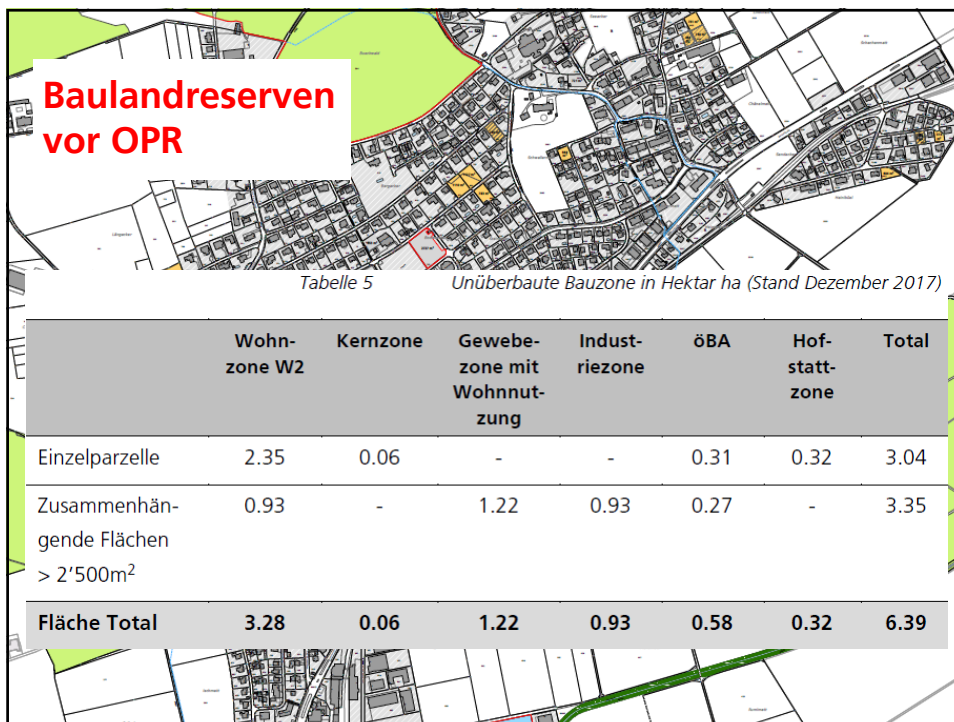 Baulandreserven
vor OPR
Tabelle 5 Unüberbaute Bauzone in Hektar ha (Stand Dezember 2017)
Wohn-
zone W2
Kernzone
Gewebe-
zone mit
Wohnnut-
zung
Indust-
riezone
öBA
Hof-
statt-
zone
Total
Einzelparzelle 2.35 0.06 - - 0.31 0.32 3.04
Zusammenhän- 0.93 - 1.22 0.93 0.27 - 3.35
gende Flächen
> 2’500m²
Fläche Total 3.28 0.06 1.22 0.93 0.58 0.32 6.39